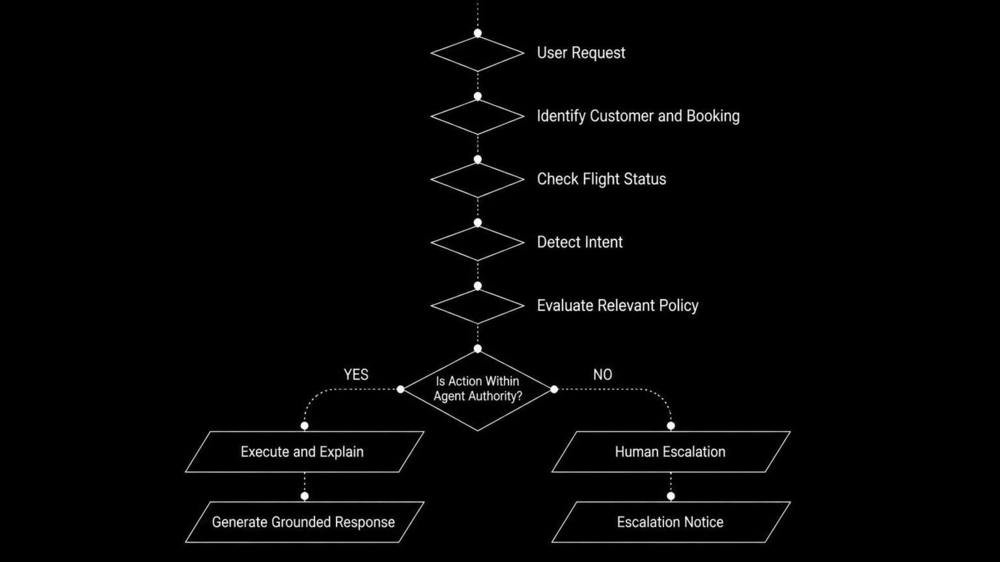 User Request
Identify Customer and Booking
Check Flight Status
Detect Intent
Evaluate Relevant Policy
YES
Is Action Within
Agent Authority?
NO
Execute and Explain
Human Escalation
Generate Grounded Response
Escalation Notice